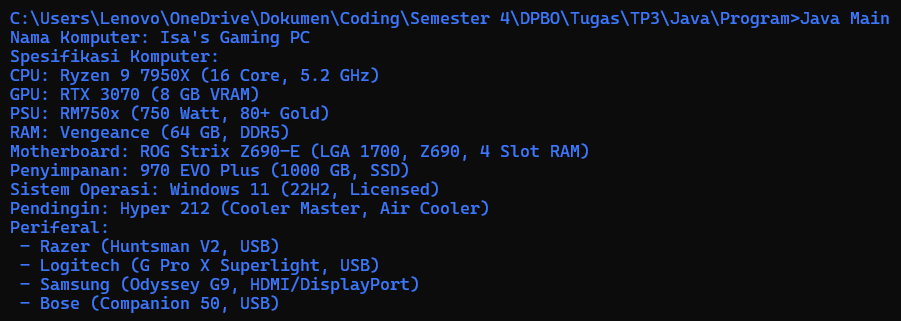 C:\Users\Lenovo\OneDrive\Dokumen\Coding\Semester 4\DPBO\Tugas\TP3\Java\Program>Java Main
Nama Komputer: Isa's Gaming PC
Spesifikasi Komputer:
CPU: Ryzen 9 7950X (16 Core, 5.2 GHz)
GPU: RTX 3070 (8 GB VRAM)
PSU: RM750x (750 Watt, 80+ Gold)
RAM: Vengeance (64 GB, DDR5)
Motherboard: ROG Strix Z690-E (LGA 1700, Z690, 4 Slot RAM)
Penyimpanan: 970 EVO Plus (1000 GB, SSD)
Sistem Operasi: Windows 11 (22H2, Licensed)
Pendingin: Hyper 212 (Cooler Master, Air Cooler)
Periferal:
 - Razer (Huntsman V2, USB)
 - Logitech (G Pro X Superlight, USB)
 - Samsung (Odyssey G9, HDMI/DisplayPort)
 - Bose (Companion 50, USB)